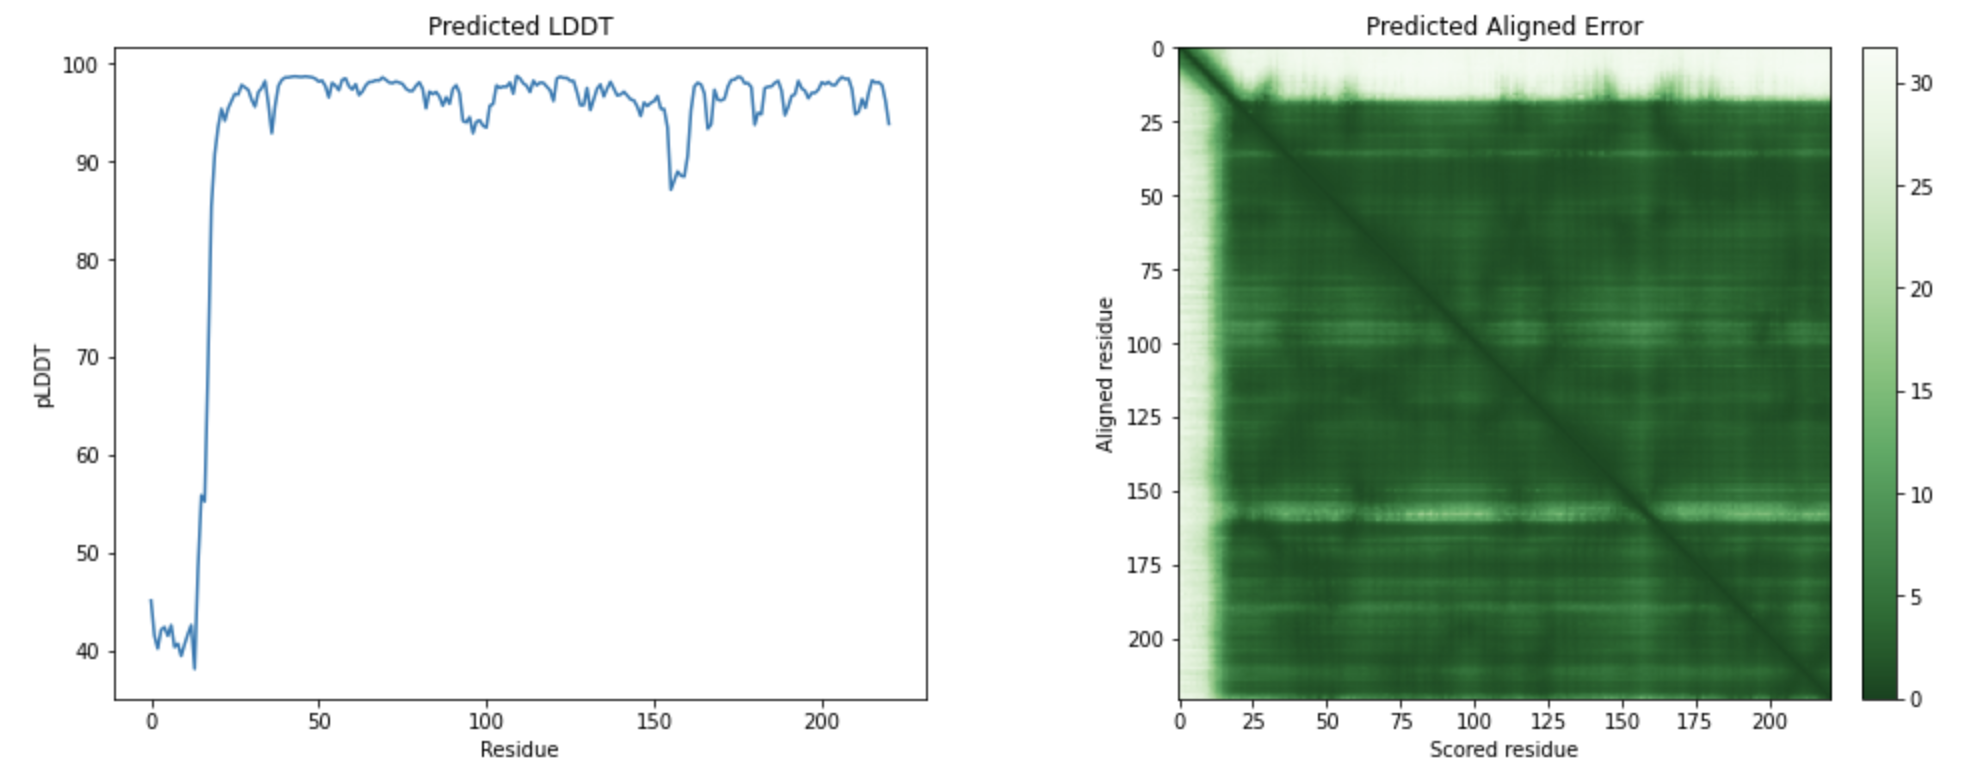 Predicted LDDT
100
90
80
70
60
50
40
pLDDT
0 50 100 150 200
Residue
Predicted Aligned Error
0
25
50
75
100
125
150
175
200
Aligned residue
0 25 50 75 100 125 150 175 200
Scored residue
30
25
20
15
10
5
0